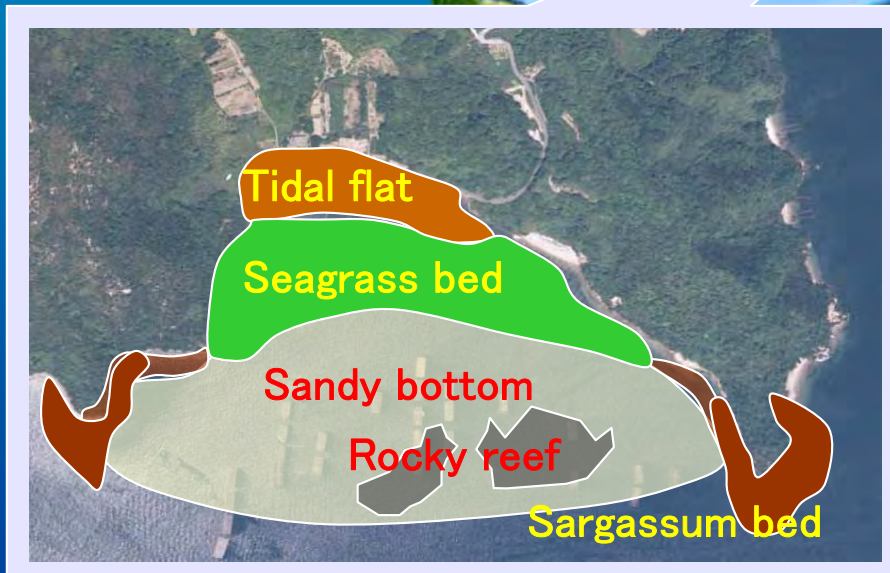 Tidal flat
Seagrass bed
Sandy bottom
Rocky reef
Sargassum bed